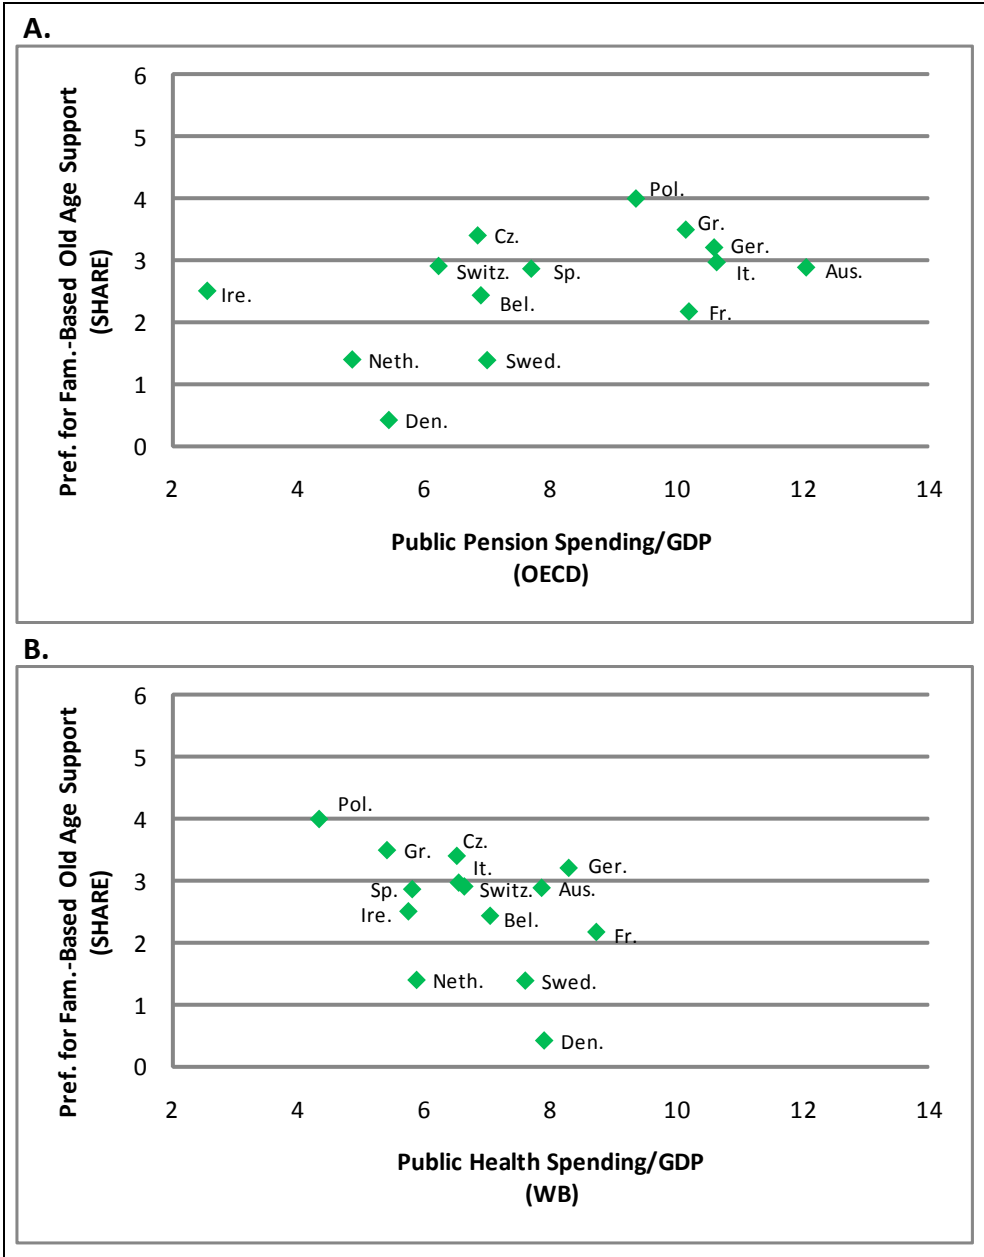 A.
Pref. for Fam.-Based Old Age Support
(SHARE)
6
5
4
3
2
1
0
Pol.
Gr.
Cz.
Ger.
Switz.
Sp.
It.
Aus.
Ire.
Bel.
Fr.
Neth.
Swed.
Den.
2 4 6 8 10 12 14
Public Pension Spending/GDP
(OECD)
B.
Pref. for Fam.-Based Old Age Support
(SHARE)
6
5
4
3
2
1
0
Pol.
Cz.
Gr.
It.
Ger.
Sp.
Switz.
Aus.
Ire.
Bel.
Fr.
Neth.
Swed.
Den.
2 4 6 8 10 12 14
Public Health Spending/GDP
(WB)